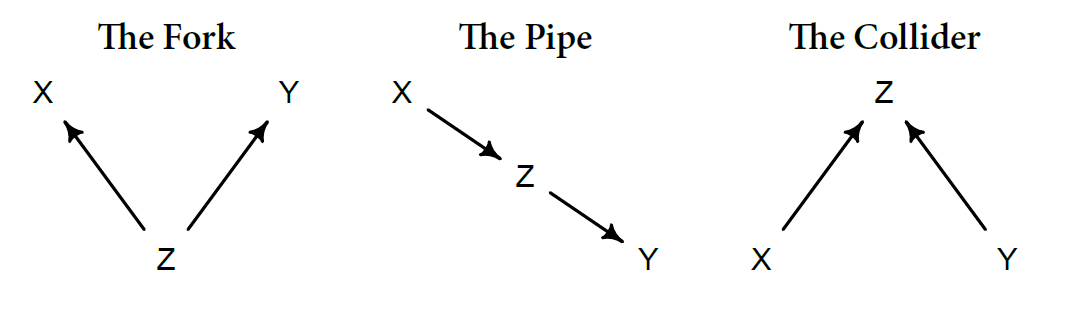 The Fork
X Y
Z
The Pipe
X
Z
Y
The Collider
Z
X Y